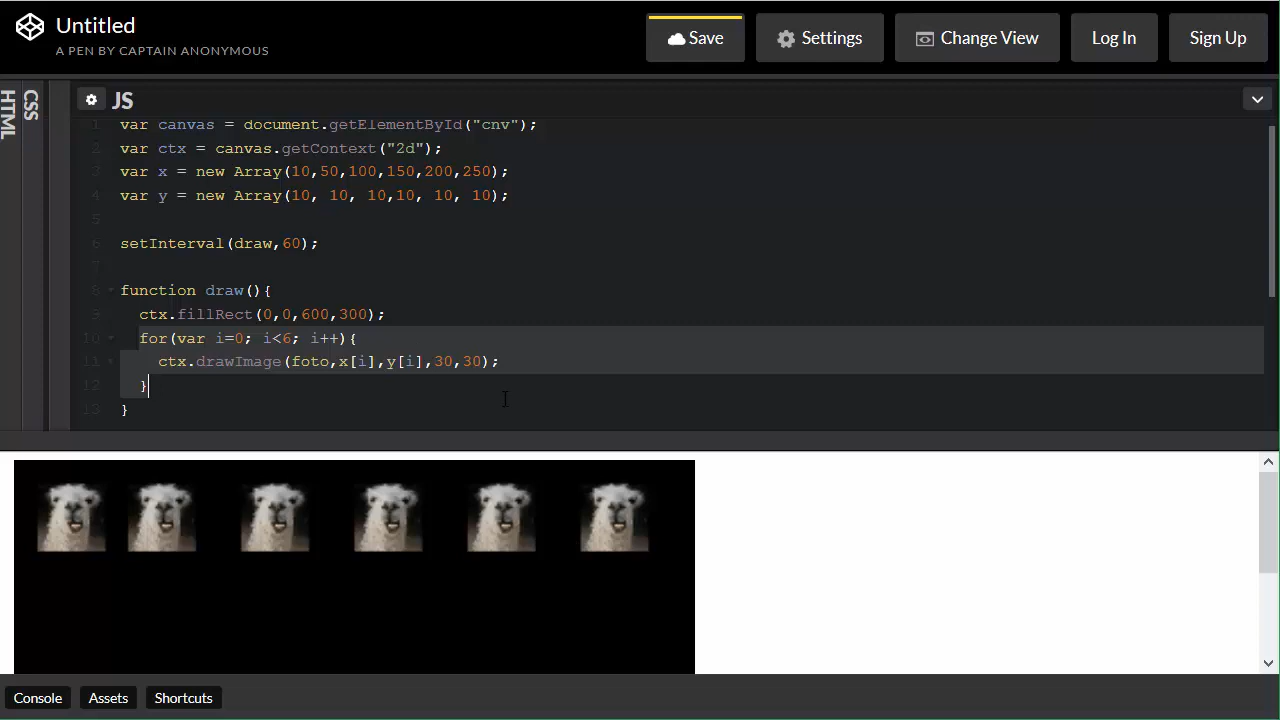 Untitled
A PEN BY CAPTAIN ANONYMOUS
Save
Settings
Change View
Log In
Sign Up
HTML
CSS
JS
1 var canvas = document.getElementById("cnv");
2 var ctx = canvas.getContext("2d");
3 var x = new Array(10,50,100,150,200,250);
4 var y = new Array(10, 10, 10,10, 10, 10);
5
6 setInterval(draw,60);
7
8 function draw(){
9 ctx.fillRect(0,0,600,300);
10 for(var i=0; i<6; i++){
11 ctx.drawImage(foto,x[i],y[i],30,30);
12 }
13 }
Console
Assets
Shortcuts